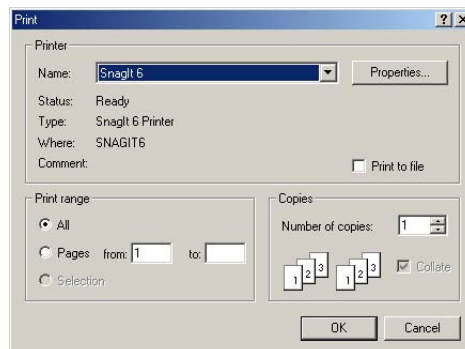 Print
Printer
Name: SnagIt 6 Properties...
Status: Ready
Type: SnagIt 6 Printer
Where: SNAGIT6
Comment: Print to file
Print range
All
Pages from: 1 to:
Selection
Copies
Number of copies: 1
1 2 3 1 2 3 Collate
OK Cancel